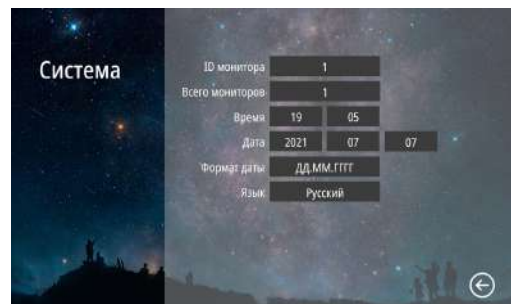 Система
ID монитора 1
Всего мониторов 1
Время 19 05
Дата 2021 07 07
Формат даты ДД.ММ.ГГГГ
Язык Русский